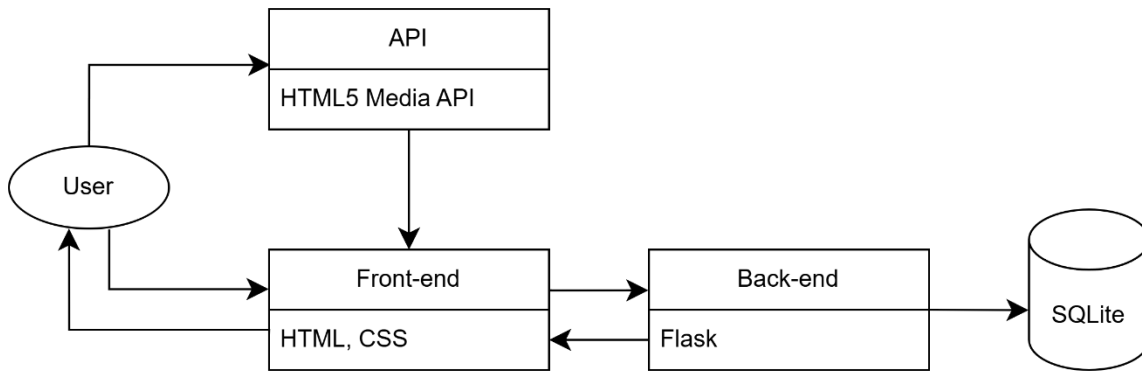 API
HTML5 Media API
User
Front-end
HTML, CSS
Back-end
Flask
SQLite